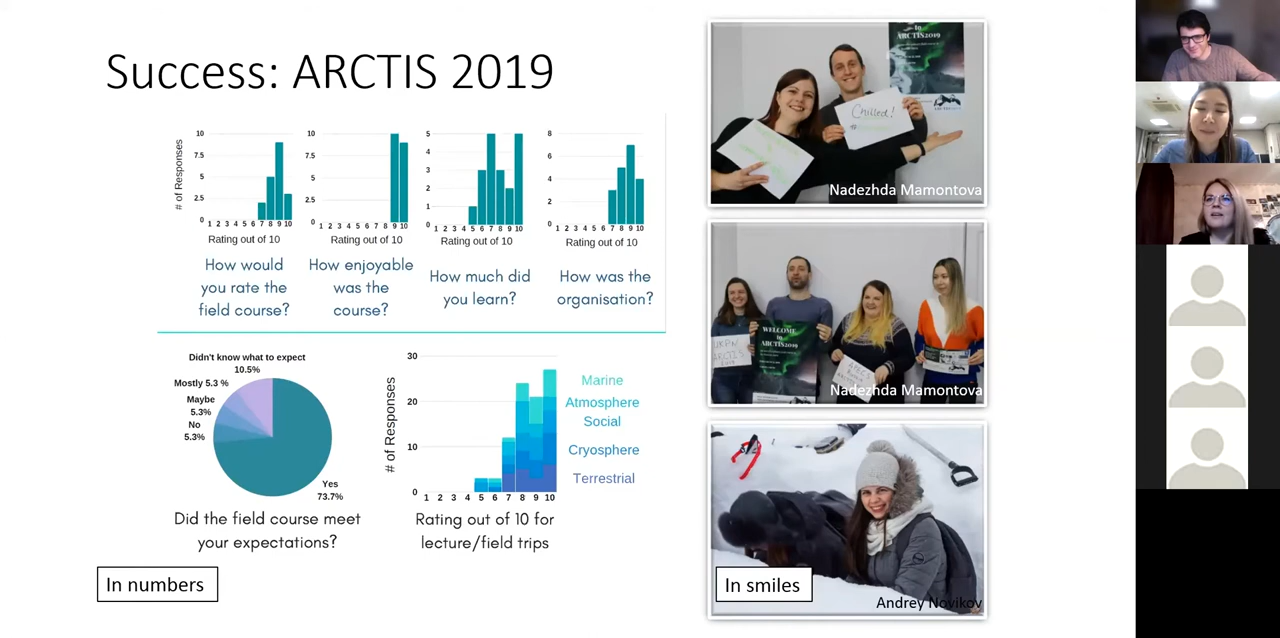 Success: ARCTIS 2019
# of Responses
10
7.5
5
2.5
0
1 2 3 4 5 6 7 8 9 10
Rating out of 10
How would
you rate the
field course?
10
7.5
5
2.5
0
1 2 3 4 5 6 7 8 9 10
Rating out of 10
How enjoyable
was the
course?
5
4
3
2
1
0
1 2 3 4 5 6 7 8 9 10
Rating out of 10
How much did
you learn?
8
6
4
2
0
1 2 3 4 5 6 7 8 9 10
Rating out of 10
How was the
organisation?
Didn't know what to expect
10.5%
Mostly 5.3 %
Maybe
5.3%
No
5.3%
Yes
73.7%
Did the field course meet
your expectations?
# of Responses
30
20
10
0
1 2 3 4 5 6 7 8 9 10
Marine
Atmosphere
Social
Cryosphere
Terrestrial
Rating out of 10 for
lecture/field trips
In numbers
to
ARCTIS2019
Chilled!
Nadezhda Mamontova
WELCOME
to
ARCTIS2019
UKPN
ARCTIS
2019
Nadezhda Mamontova
In smiles
Andrey Novikov